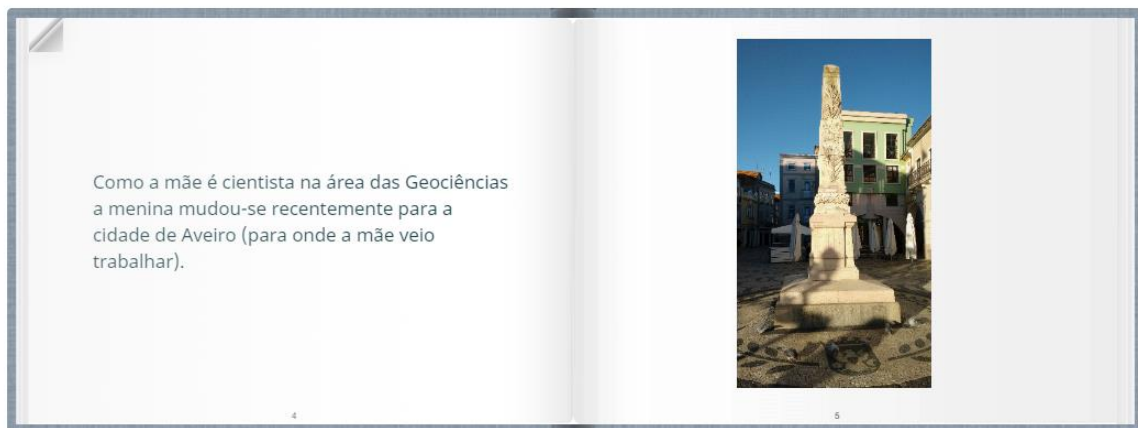 Como a mãe é cientista na área das Geociências
a menina mudou-se recentemente para a
cidade de Aveiro (para onde a mãe veio
trabalhar).
4
5